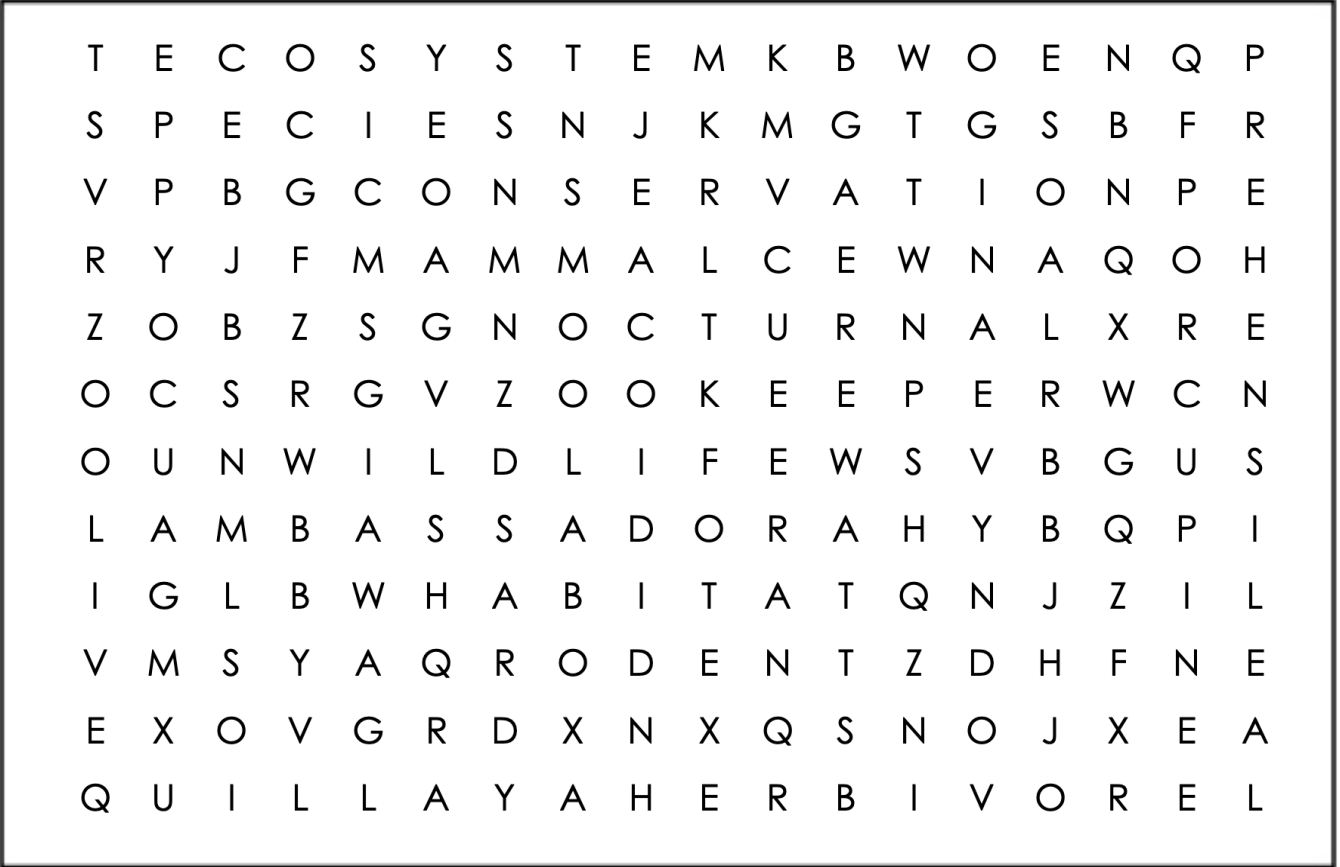 T E C O S Y S T E M K B W O E N Q P
S P E C I E S N J K M G T G S B F R
V P B G C O N S E R V A T I O N P E
R Y J F M A M M A L C E W N A Q O H
Z O B Z S G N O C T U R N A L X R E
O C S R G V Z O O K E E P E R W C N
O U N W I L D L I F E W S V B G U S
L A M B A S S A D O R A H Y B Q P I
I G L B W H A B I T A T Q N J Z I L
V M S Y A Q R O D E N T Z D H F N E
E X O V G R D X N X Q S N O J X E A
Q U I L L A Y A H E R B I V O R E L